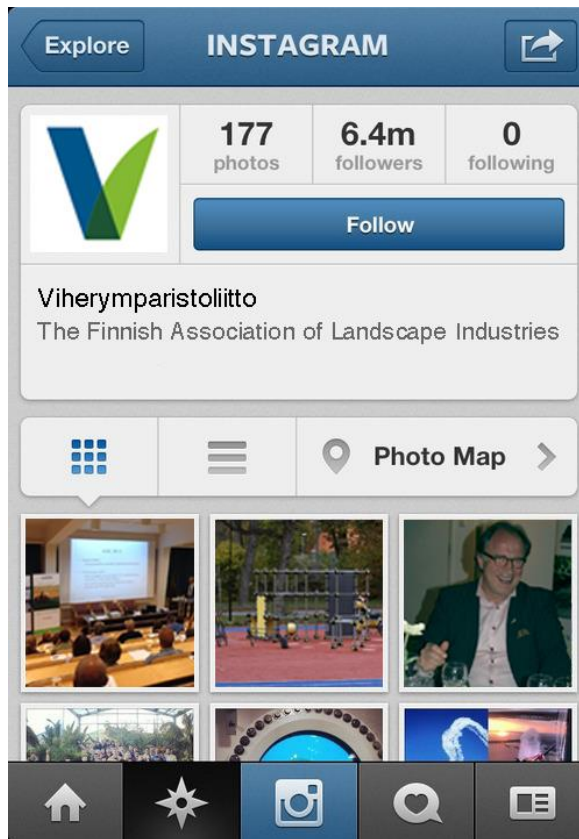 Explore INSTAGRAM
177 6.4m 0
photos followers following
Follow
Viherymparistoliitto
The Finnish Association of Landscape Industries
Photo Map